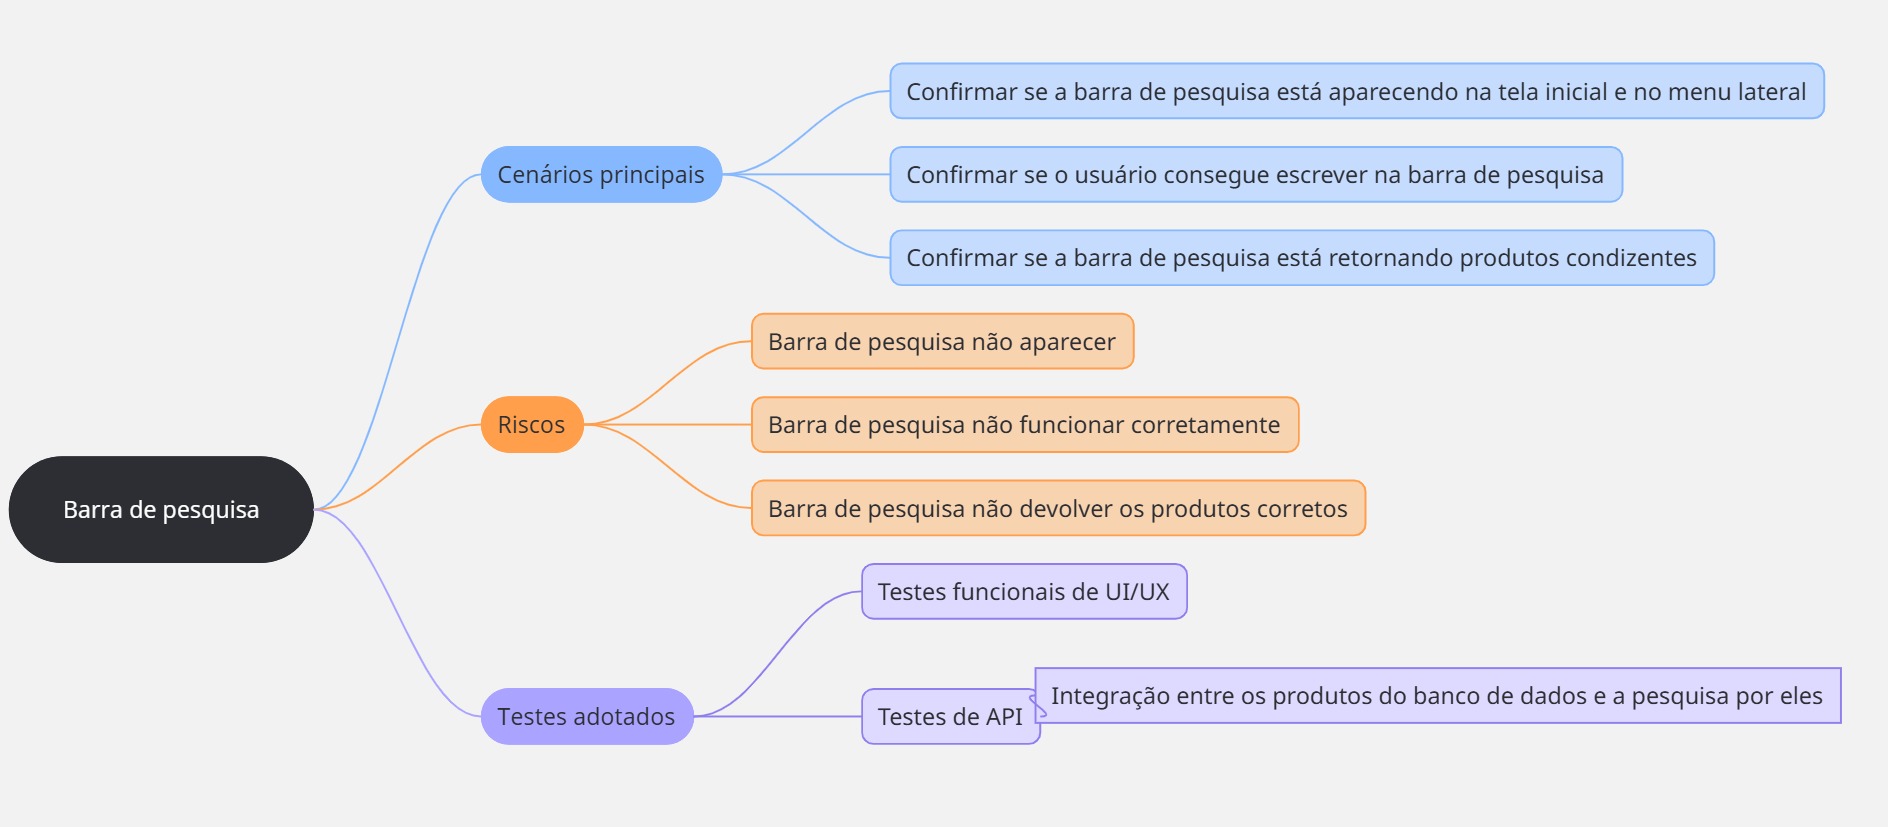 Barra de pesquisa
Cenários principais
Confirmar se a barra de pesquisa está aparecendo na tela inicial e no menu lateral
Confirmar se o usuário consegue escrever na barra de pesquisa
Confirmar se a barra de pesquisa está retornando produtos condizentes
Riscos
Barra de pesquisa não aparecer
Barra de pesquisa não funcionar corretamente
Barra de pesquisa não devolver os produtos corretos
Testes adotados
Testes funcionais de UI/UX
Testes de API
Integração entre os produtos do banco de dados e a pesquisa por eles